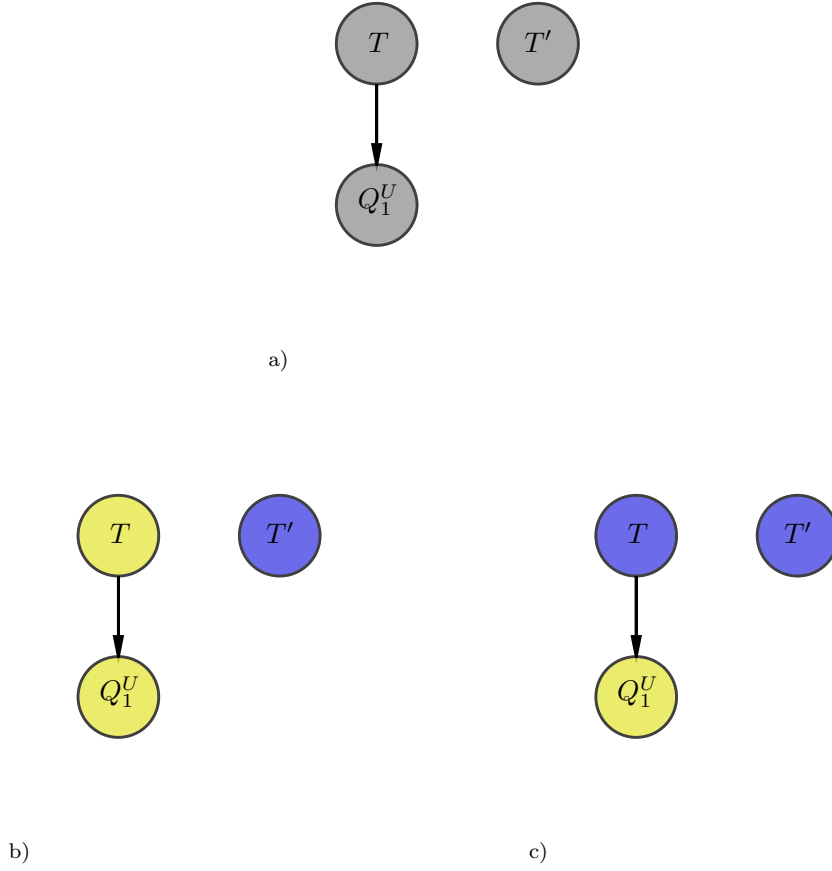 T T′
Q₁ᵁ
a)
T T′ T T′
Q₁ᵁ Q₁ᵁ
b) c)